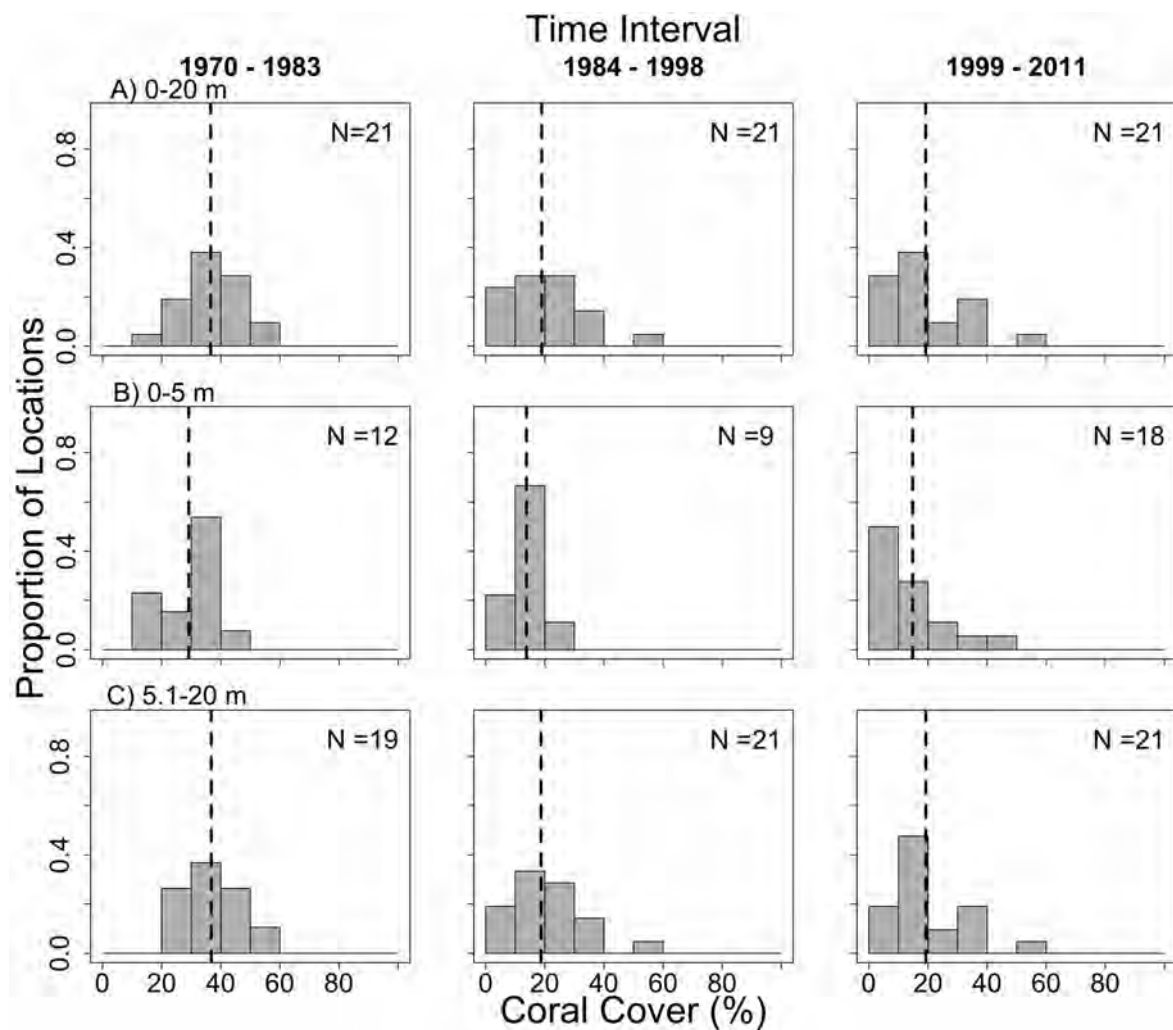 Time Interval
1970 - 1983 1984 - 1998 1999 - 2011
A) 0-20 m
N=21 N=21 N=21
0.8
0.4
0.0
B) 0-5 m
N =12 N =9 N =18
0.8
0.4
0.0
C) 5.1-20 m
N =19 N =21 N =21
0.8
0.4
0.0
Proportion of Locations
0 20 40 60 80 0 20 40 60 80 0 20 40 60 80
Coral Cover (%)